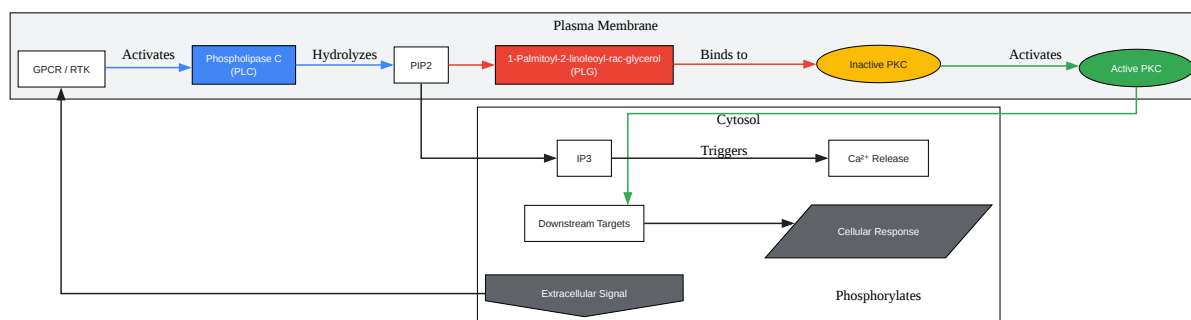 Plasma Membrane
GPCR / RTK
Activates
Phospholipase C
(PLC)
Hydrolyzes
PIP2
1-Palmitoyl-2-linoleoyl-rac-glycerol
(PLG)
Binds to
Inactive PKC
Activates
Active PKC
Cytosol
IP3
Triggers
Ca²⁺ Release
Downstream Targets
Cellular Response
Extracellular Signal
Phosphorylates